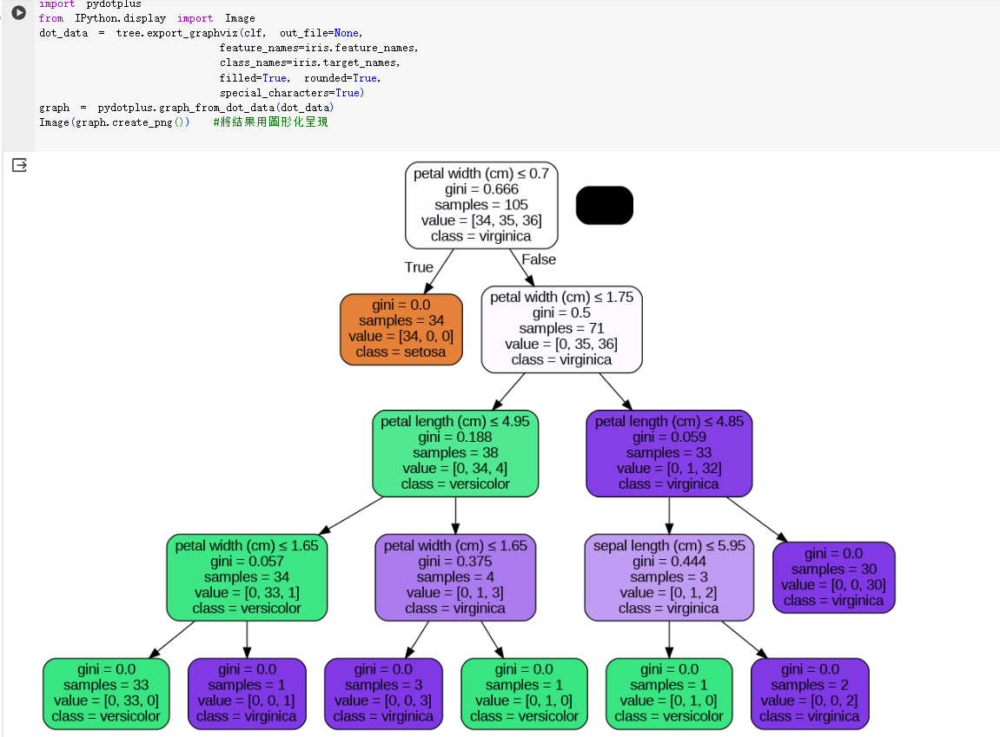 import pydotplus
from IPython.display import Image
dot_data = tree.export_graphviz(clf, out_file=None,
feature_names=iris.feature_names,
class_names=iris.target_names,
filled=True, rounded=True,
special_characters=True)
graph = pydotplus.graph_from_dot_data(dot_data)
Image(graph.create_png()) #將結果用圖形化呈現
petal width (cm) ≤ 0.7
gini = 0.666
samples = 105
value = [34, 35, 36]
class = virginica
True
False
gini = 0.0
samples = 34
value = [34, 0, 0]
class = setosa
petal width (cm) ≤ 1.75
gini = 0.5
samples = 71
value = [0, 35, 36]
class = virginica
petal length (cm) ≤ 4.95
gini = 0.188
samples = 38
value = [0, 34, 4]
class = versicolor
petal length (cm) ≤ 4.85
gini = 0.059
samples = 33
value = [0, 1, 32]
class = virginica
petal width (cm) ≤ 1.65
gini = 0.057
samples = 34
value = [0, 33, 1]
class = versicolor
petal width (cm) ≤ 1.65
gini = 0.375
samples = 4
value = [0, 1, 3]
class = virginica
sepal length (cm) ≤ 5.95
gini = 0.444
samples = 3
value = [0, 1, 2]
class = virginica
gini = 0.0
samples = 30
value = [0, 0, 30]
class = virginica
gini = 0.0
samples = 33
value = [0, 33, 0]
class = versicolor
gini = 0.0
samples = 1
value = [0, 0, 1]
class = virginica
gini = 0.0
samples = 3
value = [0, 0, 3]
class = virginica
gini = 0.0
samples = 1
value = [0, 1, 0]
class = versicolor
gini = 0.0
samples = 1
value = [0, 1, 0]
class = versicolor
gini = 0.0
samples = 2
value = [0, 0, 2]
class = virginica